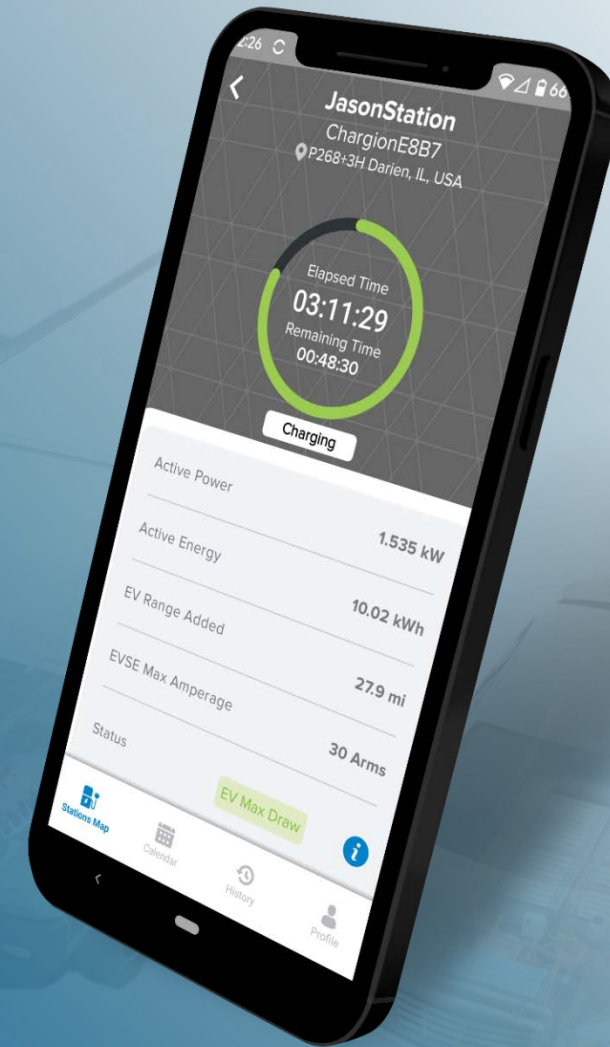 2:26 66
JasonStation
ChargionE8B7
P268+3H Darien, IL, USA
Elapsed Time
03:11:29
Remaining Time
00:48:30
Charging
Active Power 1.535 kW
Active Energy 10.02 kWh
EV Range Added 27.9 mi
EVSE Max Amperage 30 Arms
Status EV Max Draw i
Stations Map Calendar History Profile